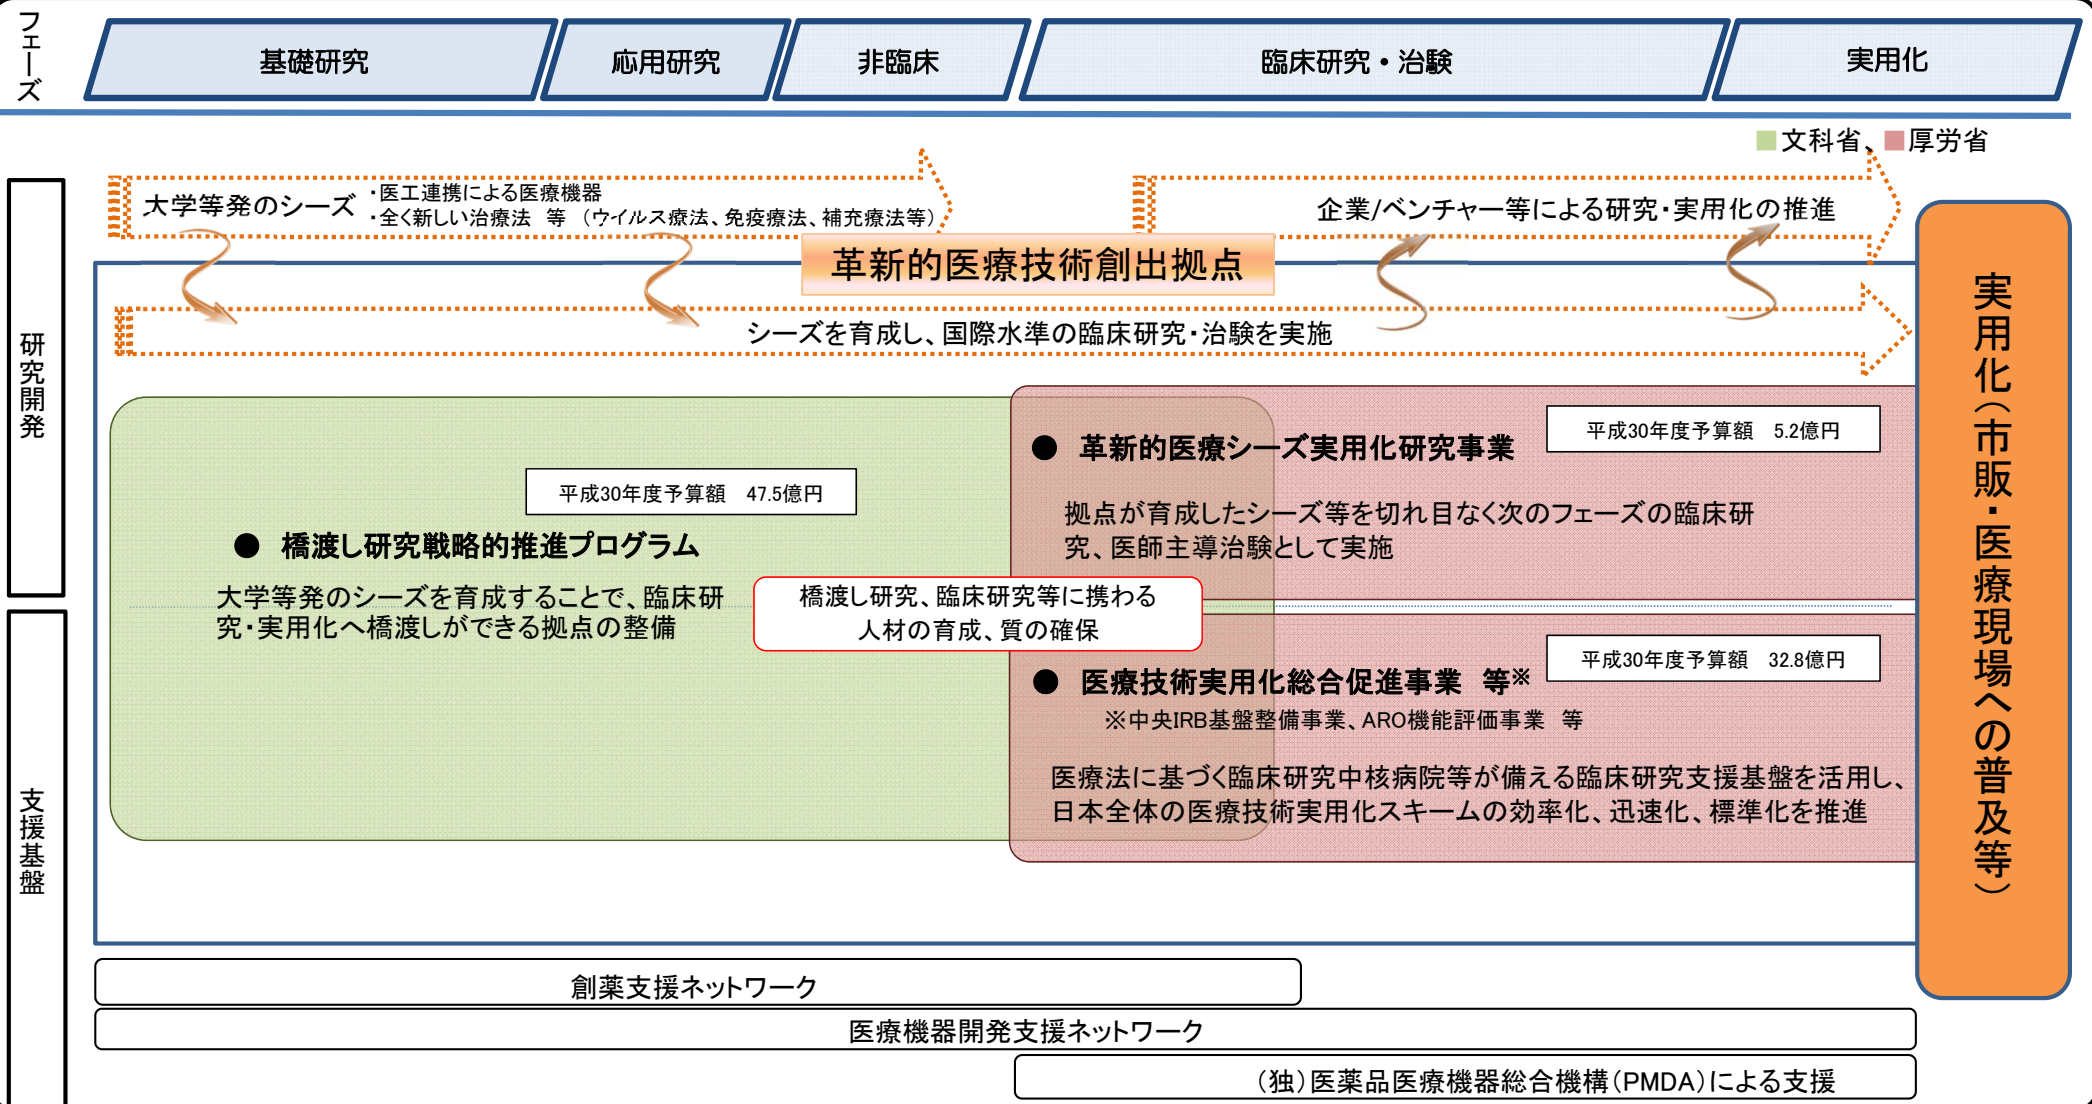 フェーズ
基礎研究
応用研究
非臨床
臨床研究・治験
実用化
文科省、 厚労省
研究開発
大学等発のシーズ
・医工連携による医療機器
・全く新しい治療法 等 （ウイルス療法、免疫療法、補充療法等）
企業/ベンチャー等による研究・実用化の推進
革新的医療技術創出拠点
シーズを育成し、国際水準の臨床研究・治験を実施
平成30年度予算額 47.5億円
● 橋渡し研究戦略的推進プログラム
大学等発のシーズを育成することで、臨床研
究・実用化へ橋渡しができる拠点の整備
平成30年度予算額 5.2億円
● 革新的医療シーズ実用化研究事業
拠点が育成したシーズ等を切れ目なく次のフェーズの臨床研
究、医師主導治験として実施
橋渡し研究、臨床研究等に携わる
人材の育成、質の確保
平成30年度予算額 32.8億円
● 医療技術実用化総合促進事業 等※
※中央IRB基盤整備事業、ARO機能評価事業 等
医療法に基づく臨床研究中核病院等が備える臨床研究支援基盤を活用し、
日本全体の医療技術実用化スキームの効率化、迅速化、標準化を推進
実用化（市販・医療現場への普及等）
支援基盤
創薬支援ネットワーク
医療機器開発支援ネットワーク
（独）医薬品医療機器総合機構（PMDA）による支援